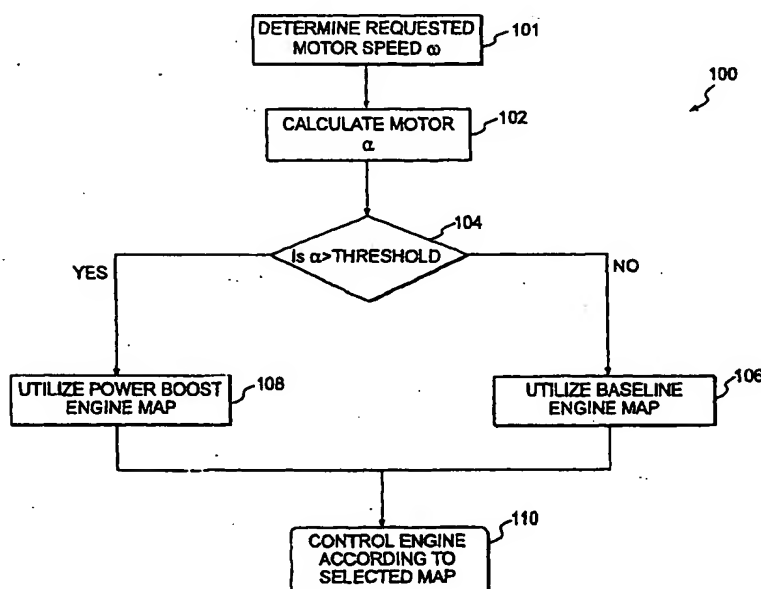 DETERMINE REQUESTED
MOTOR SPEED ω
101
100
CALCULATE MOTOR
α
102
104
Is α>THRESHOLD
YES
NO
UTILIZE POWER BOOST
ENGINE MAP
108
UTILIZE BASELINE
ENGINE MAP
106
110
CONTROL ENGINE
ACCORDING TO
SELECTED MAP